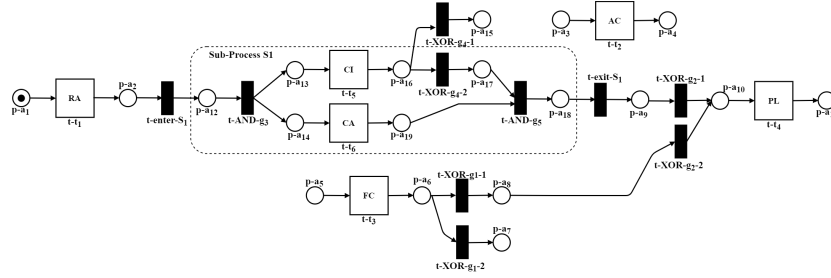 t-XOR-g4-1
p-a15
p-a3
AC
t-t2
p-a4
Sub-Process S1
p-a13
CI
t-t5
p-a16
t-XOR-g4-2
p-a17
t-exit-S1
t-XOR-g2-1
p-a1
RA
t-t1
p-a2
t-enter-S1
p-a12
t-AND-g3
p-a14
CA
t-t6
p-a19
t-AND-g5
p-a18
p-a9
p-a10
PL
t-t4
t-XOR-g2-2
p-a5
FC
t-t3
p-a6
t-XOR-g1-1
p-a8
t-XOR-g1-2
p-a7